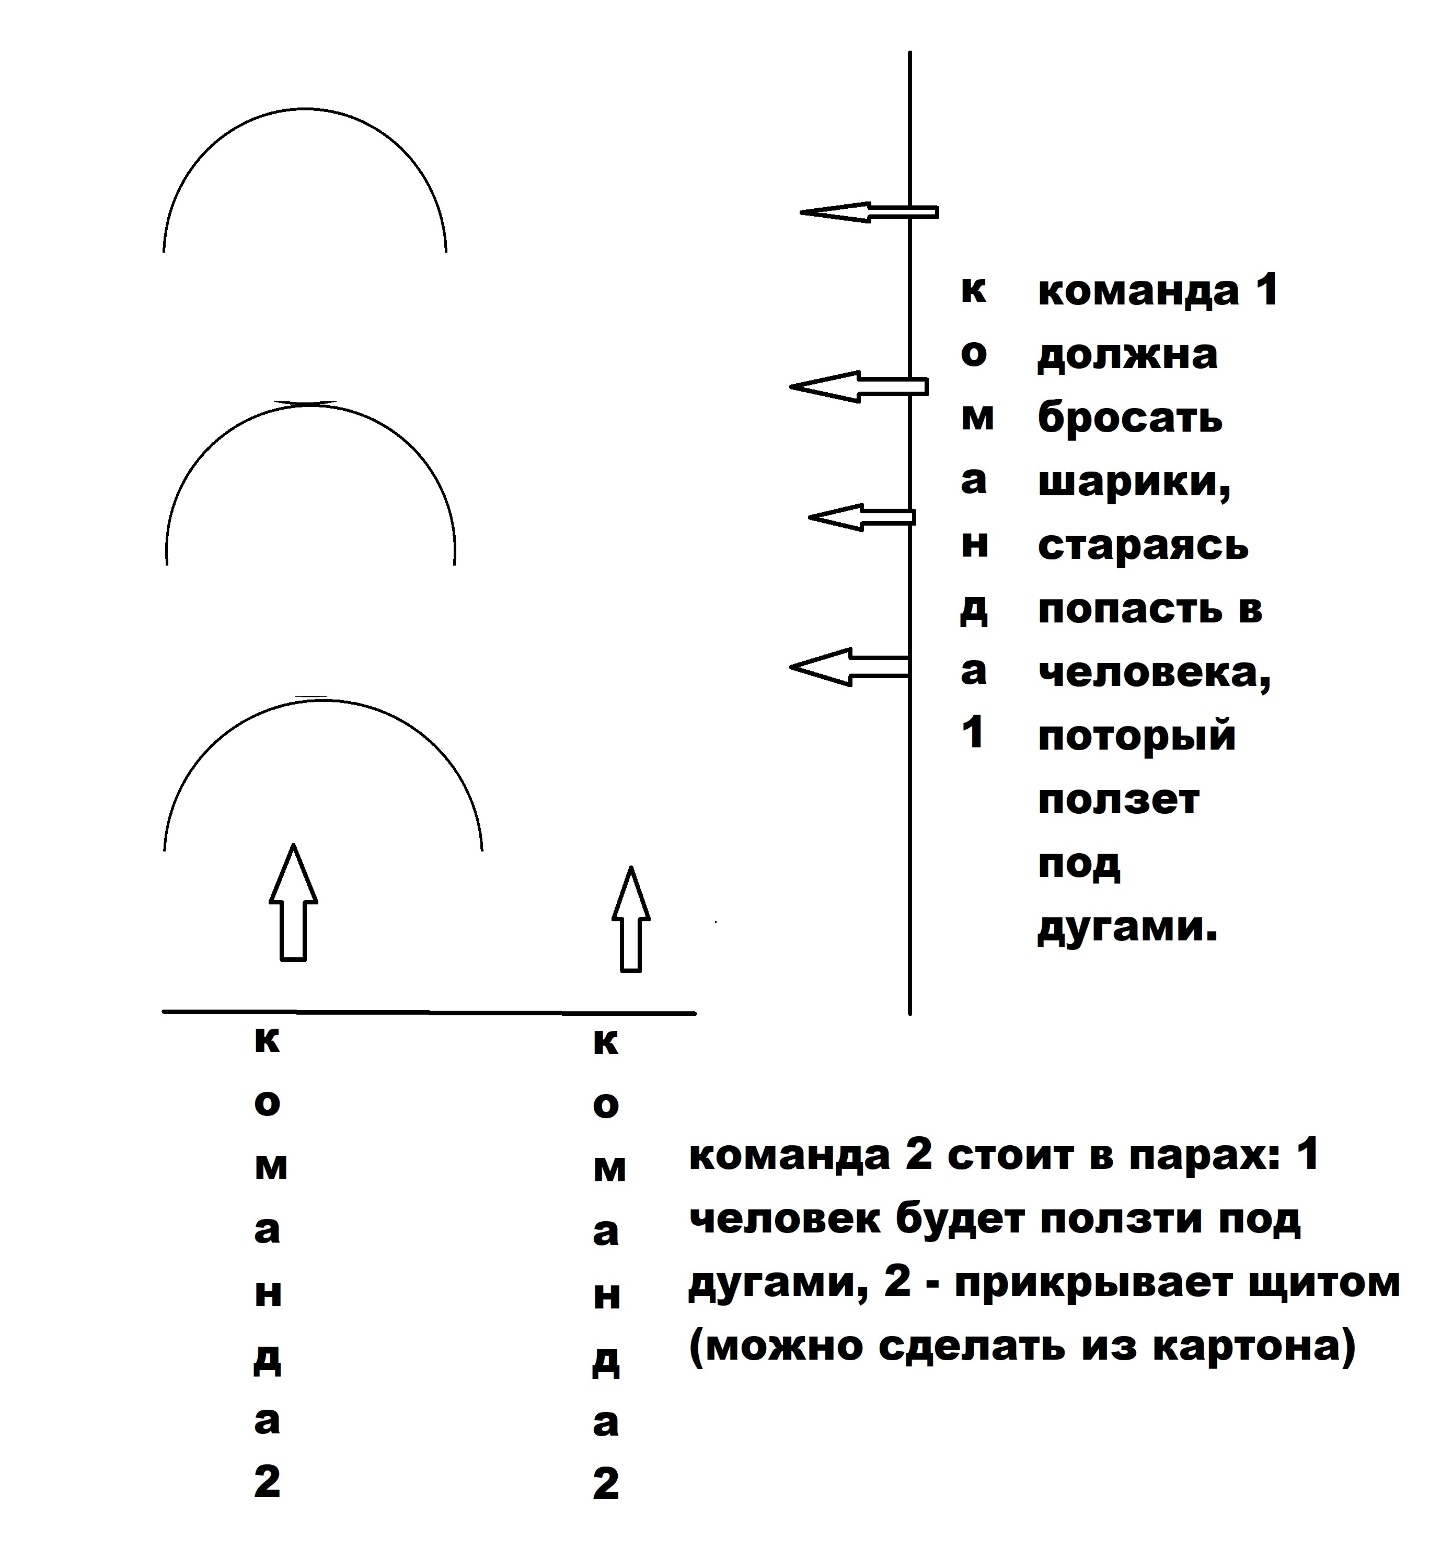 к
о
м
а
н
д
а
1
команда 1
должна
бросать
шарики,
стараясь
попасть в
человека,
поторый
ползет
под
дугами.
к
о
м
а
н
д
а
2
к
о
м
а
н
д
а
2
команда 2 стоит в парах: 1
человек будет ползти под
дугами, 2 - прикрывает щитом
(можно сделать из картона)